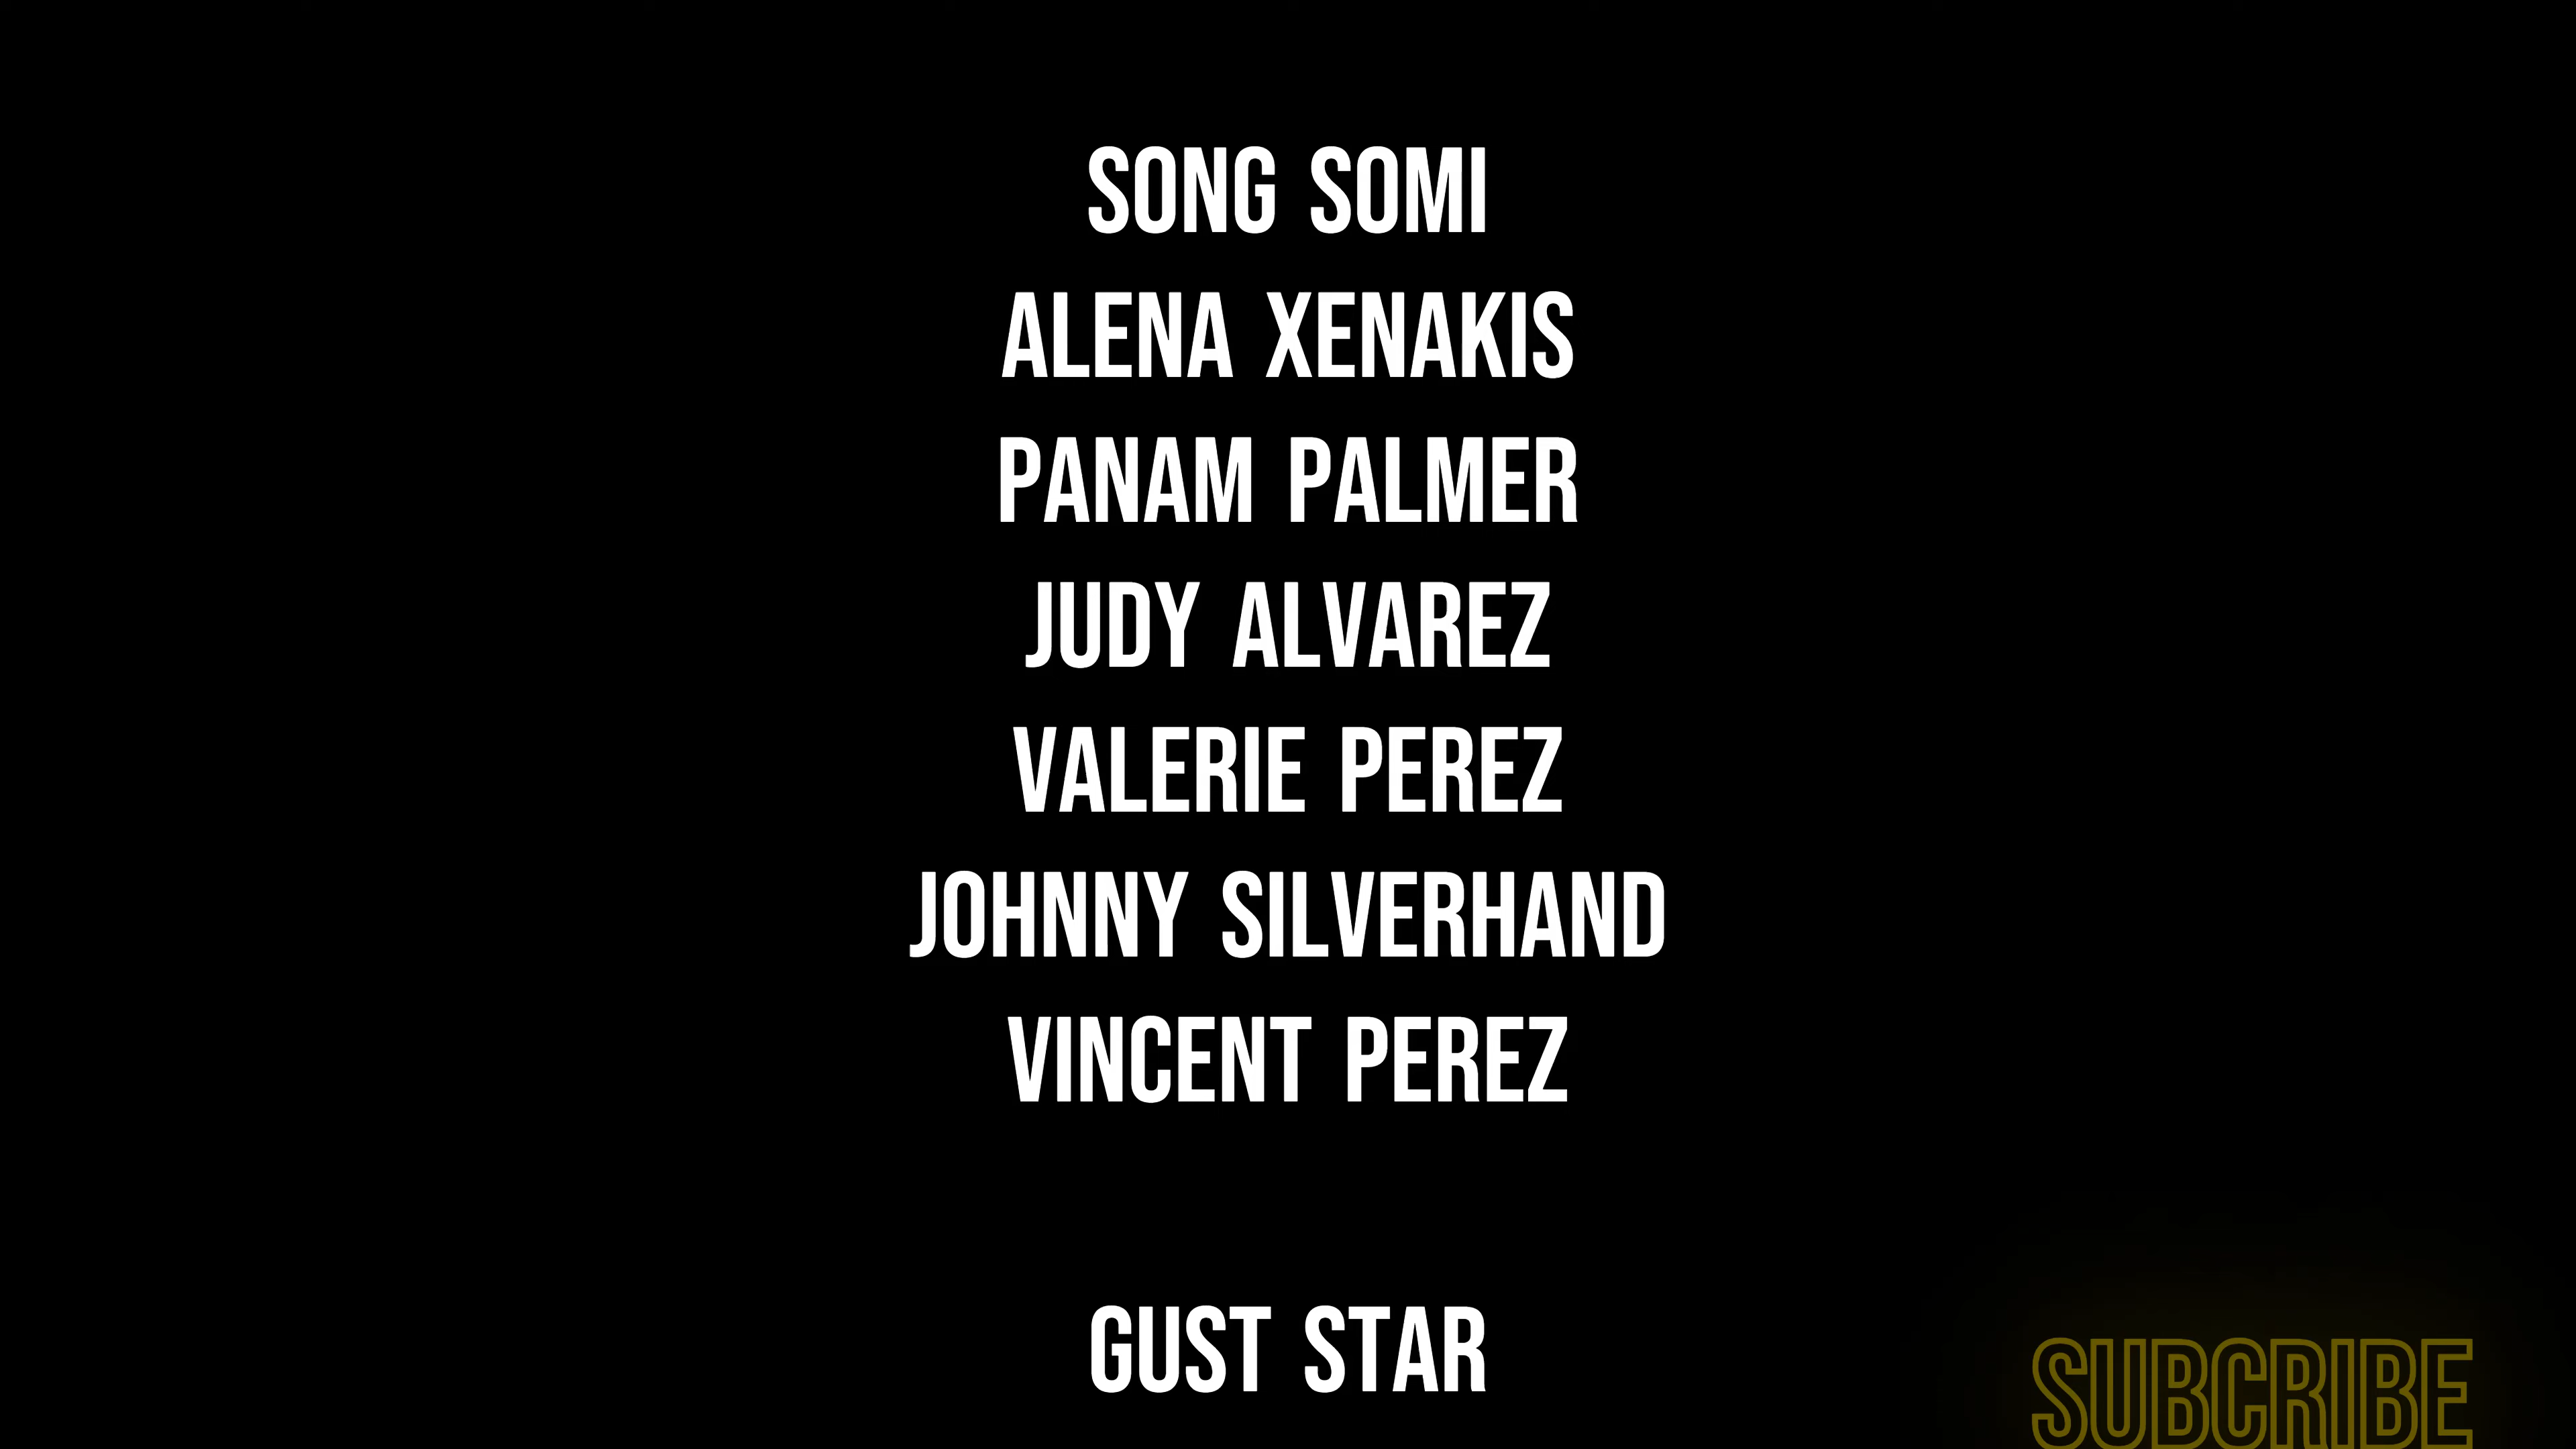 SONG SOMI
ALENA XENAKIS
PANAM PALMER
JUDY ALVAREZ
VALERIE PEREZ
JOHNNY SILVERHAND
VINCENT PEREZ
GUST STAR
SUBCRIBE